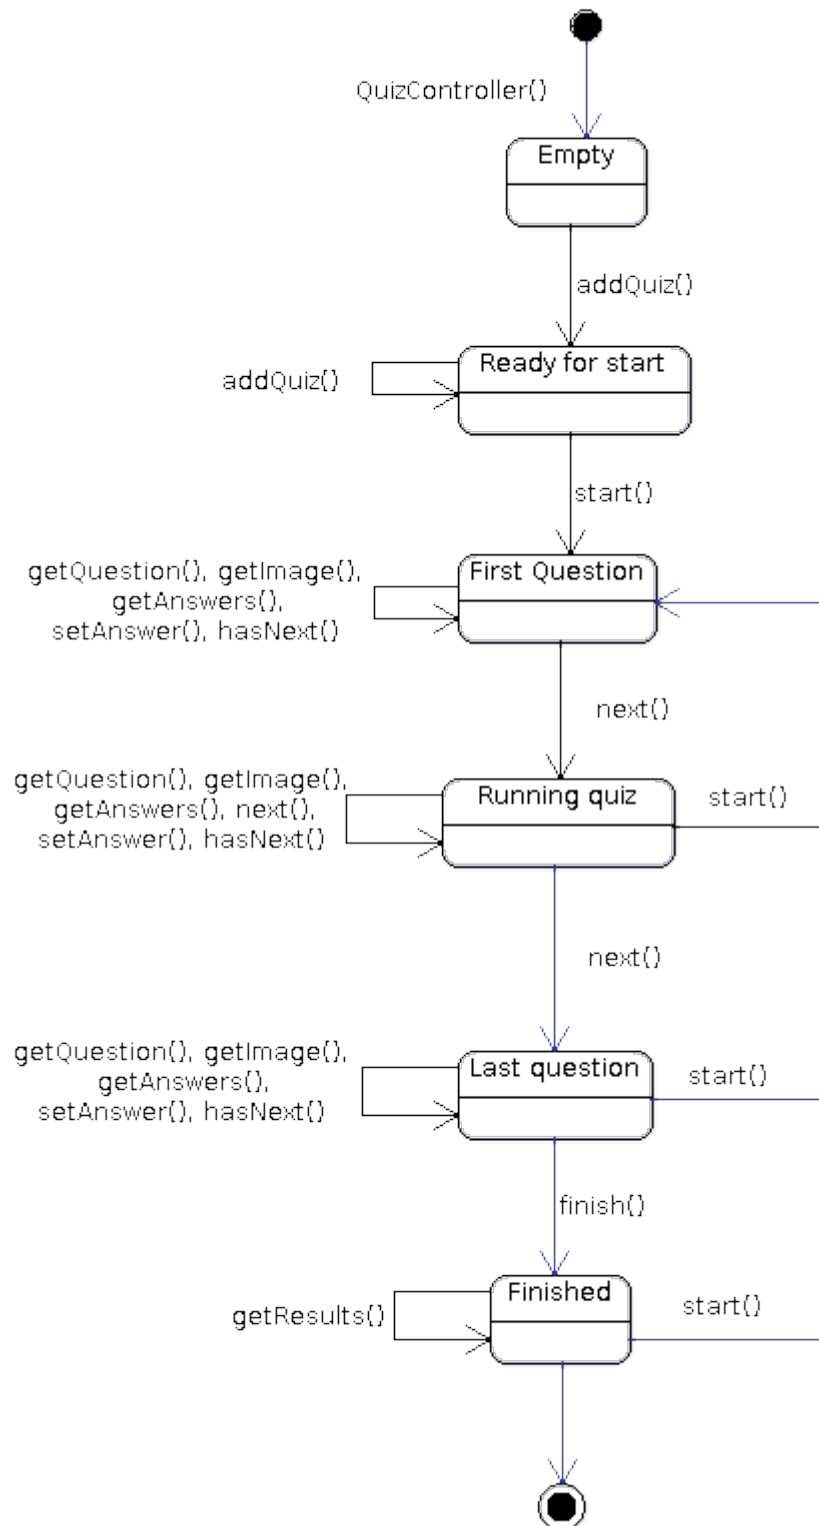 QuizController()
Empty
addQuiz()
Ready for start
addQuiz()
start()
First Question
getQuestion(), getImage(),
getAnswers(),
setAnswer(), hasNext()
next()
Running quiz
getQuestion(), getImage(),
getAnswers(), next(),
setAnswer(), hasNext()
start()
next()
Last question
getQuestion(), getImage(),
getAnswers(),
setAnswer(), hasNext()
start()
finish()
Finished
getResults()
start()